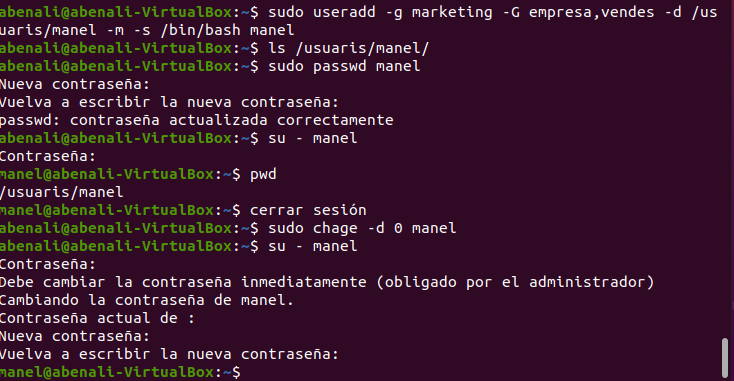 abenali@abenali-VirtualBox:~$ sudo useradd -g marketing -G empresa,vendes -d /us
uaris/manel -m -s /bin/bash manel
abenali@abenali-VirtualBox:~$ ls /usuaris/manel/
abenali@abenali-VirtualBox:~$ sudo passwd manel
Nueva contraseña:
Vuelva a escribir la nueva contraseña:
passwd: contraseña actualizada correctamente
abenali@abenali-VirtualBox:~$ su - manel
Contraseña:
manel@abenali-VirtualBox:~$ pwd
/usuaris/manel
manel@abenali-VirtualBox:~$ cerrar sesión
abenali@abenali-VirtualBox:~$ sudo chage -d 0 manel
abenali@abenali-VirtualBox:~$ su - manel
Contraseña:
Debe cambiar la contraseña inmediatamente (obligado por el administrador)
Cambiando la contraseña de manel.
Contraseña actual de :
Nueva contraseña:
Vuelva a escribir la nueva contraseña:
manel@abenali-VirtualBox:~$